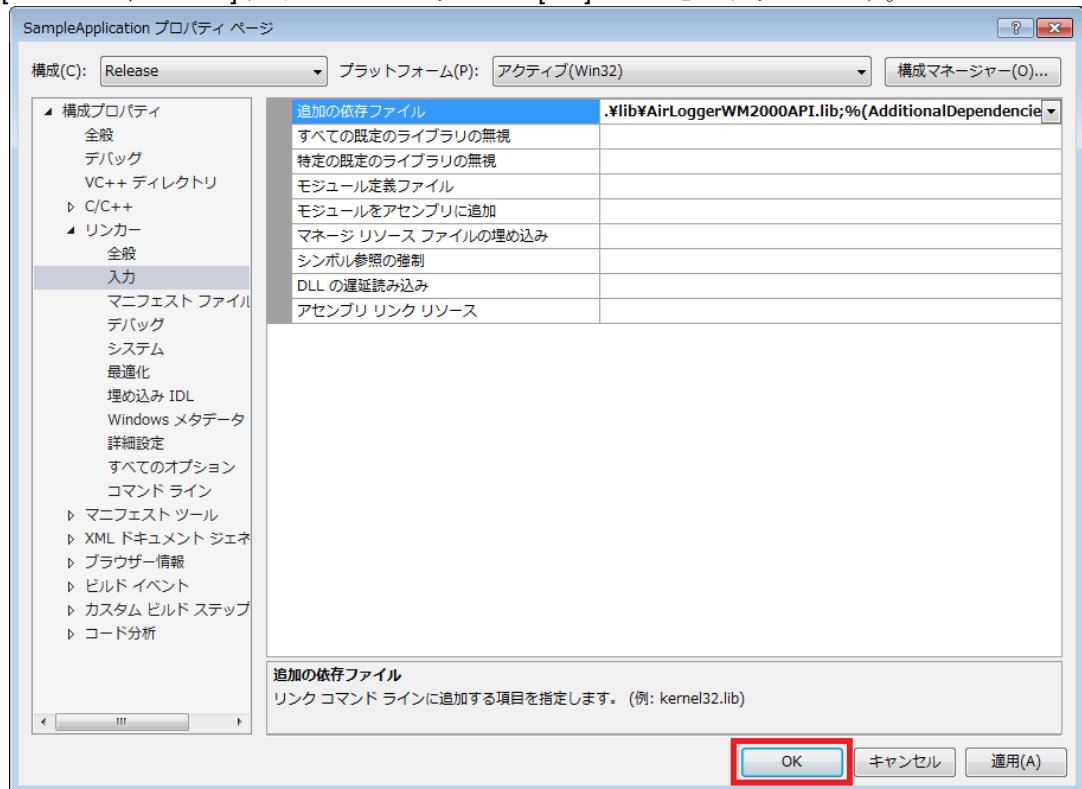 SampleApplication プロパティ ページ
構成(C): Release プラットフォーム(P): アクティブ(Win32) 構成マネージャー(O)...
構成プロパティ
全般
デバッグ
VC++ ディレクトリ
C/C++
リンカー
全般
入力
マニフェスト ファイル
デバッグ
システム
最適化
埋め込み IDL
Windows メタデータ
詳細設定
すべてのオプション
コマンド ライン
マニフェスト ツール
XML ドキュメント ジェネ
ブラウザー情報
ビルド イベント
カスタム ビルド ステップ
コード分析
追加の依存ファイル .¥lib¥AirLoggerWM2000API.lib;%(AdditionalDependencie
すべての既定のライブラリの無視
特定の既定のライブラリの無視
モジュール定義ファイル
モジュールをアセンブリに追加
マネージ リソース ファイルの埋め込み
シンボル参照の強制
DLL の遅延読み込み
アセンブリ リンク リソース
追加の依存ファイル
リンク コマンド ラインに追加する項目を指定します。 (例: kernel32.lib)
OK キャンセル 適用(A)